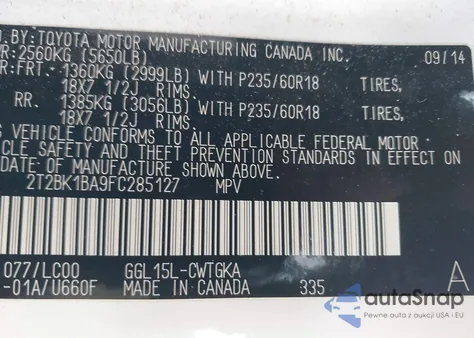 D. BY: TOYOTA MOTOR MANUFACTURING CANADA INC.
09/14
VR: 2560KG (5650LB)
R: FRT. 1360KG (2999LB) WITH P235/60R18 TIRES,
18X7 1/2J RIMS.
RR. 1385KG (3056LB) WITH P235/60R18 TIRES,
18X7 1/2J RIMS.
S VEHICLE CONFORMS TO ALL APPLICABLE FEDERAL MOTOR
ICLE SAFETY AND THEFT PREVENTION STANDARDS IN EFFECT ON
DATE OF MANUFACTURE SHOWN ABOVE.
2T2BK1BA9FC285127 MPV
077/LC00 GGL15L-CWTGKA A
-01A/U660F MADE IN CANADA 335
autoSnap
Pewne auta z USA i EU